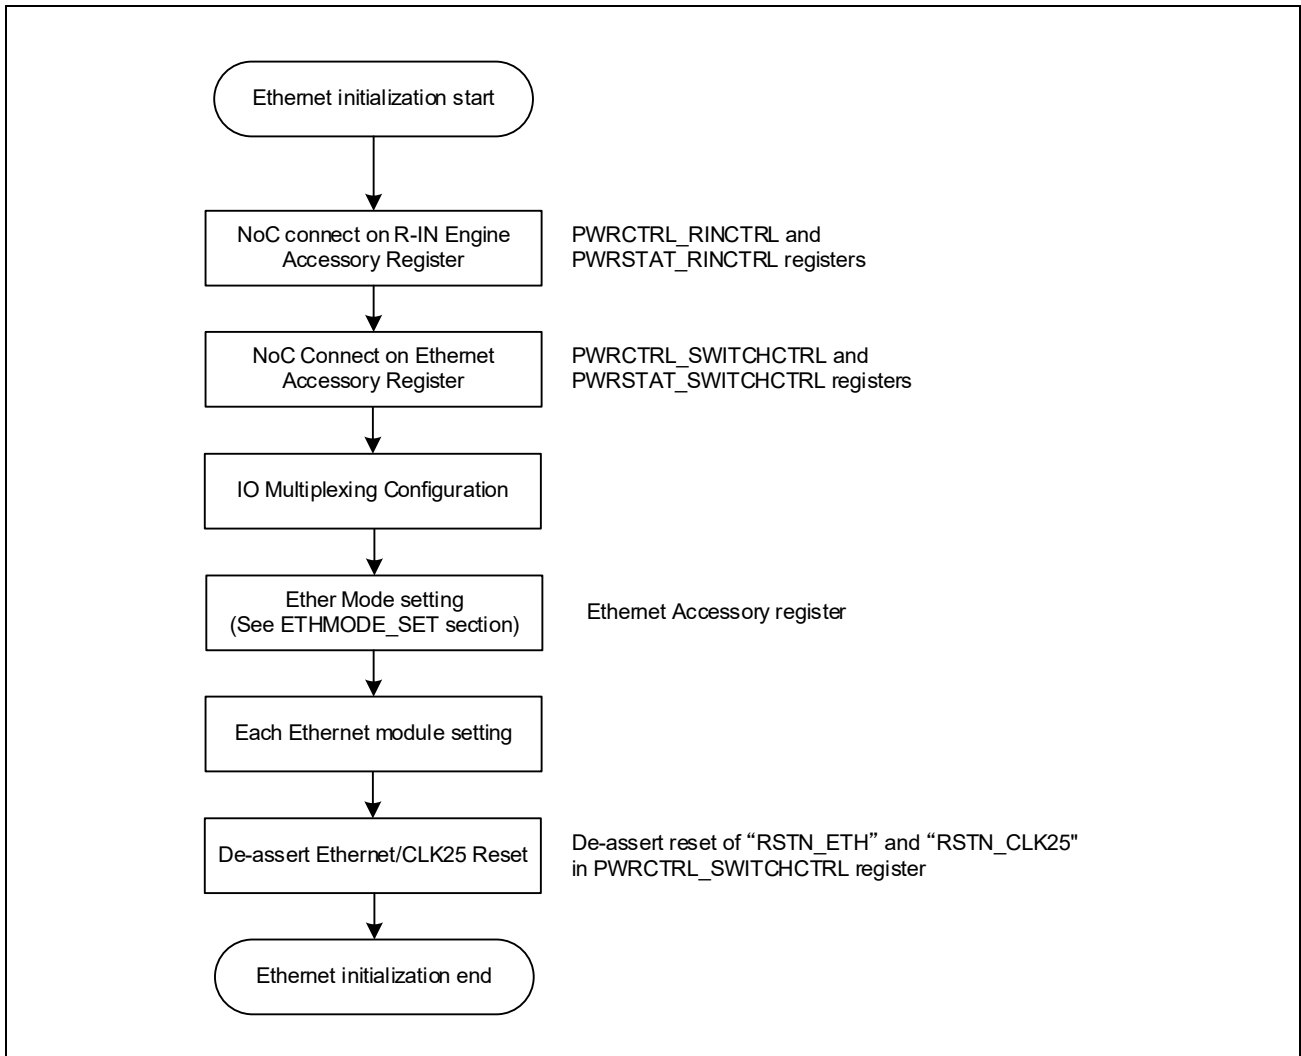 Ethernet initialization start
NoC connect on R-IN Engine
Accessory Register
PWRCTRL_RINCTRL and
PWRSTAT_RINCTRL registers
NoC Connect on Ethernet
Accessory Register
PWRCTRL_SWITCHCTRL and
PWRSTAT_SWITCHCTRL registers
IO Multiplexing Configuration
Ether Mode setting
(See ETHMODE_SET section)
Ethernet Accessory register
Each Ethernet module setting
De-assert Ethernet/CLK25 Reset
De-assert reset of “RSTN_ETH” and “RSTN_CLK25"
in PWRCTRL_SWITCHCTRL register
Ethernet initialization end